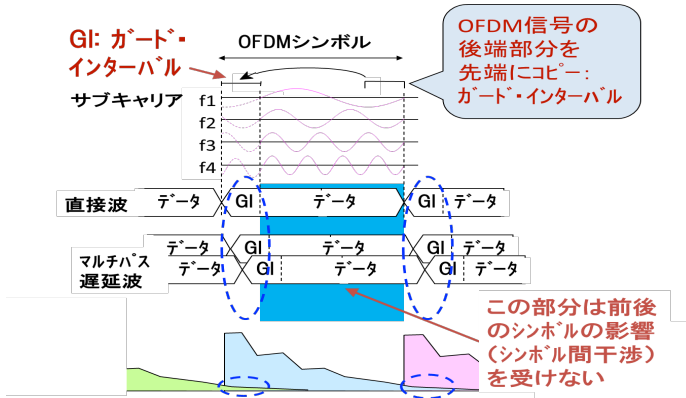 GI: ガード・
インターバル
OFDMシンボル
OFDM信号の
後端部分を
先端にコピー：
ガード・インターバル
サブキャリア
f1
f2
f3
f4
直接波
データ
GI
データ
GI
データ
マルチパス
遅延波
データ
GI
データ
GI
データ
データ
GI
データ
GI
データ
この部分は前後
のシンボルの影響
（シンボル間干渉）
を受けない